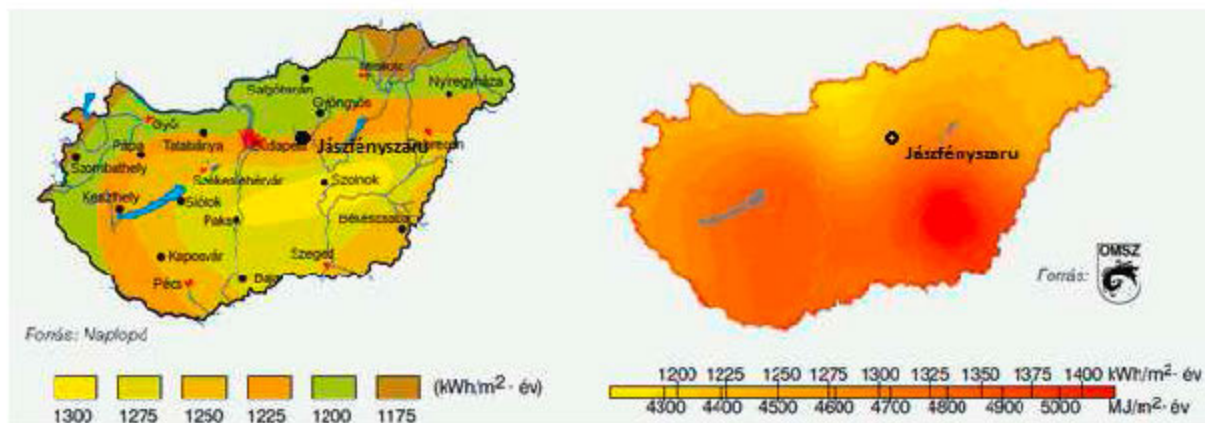 Miskolc
Salgótarján
Nyíregyháza
Gyöngyös
Győr
Pápa
Tatabánya
Budapest
Jászfényszaru
Debrecen
Szombathely
Székesfehérvár
Szolnok
Keszthely
Siófok
Paks
Békéscsaba
Kaposvár
Szeged
Pécs
Baja
Forrás: Naplopó
(kWh/m²· év)
1300 1275 1250 1225 1200 1175
Jászfényszaru
OMSZ
Forrás:
1200 1225 1250 1275 1300 1325 1350 1375 1400 kWh/m²· év
4300 4400 4500 4600 4700 4800 4900 5000 MJ/m²· év